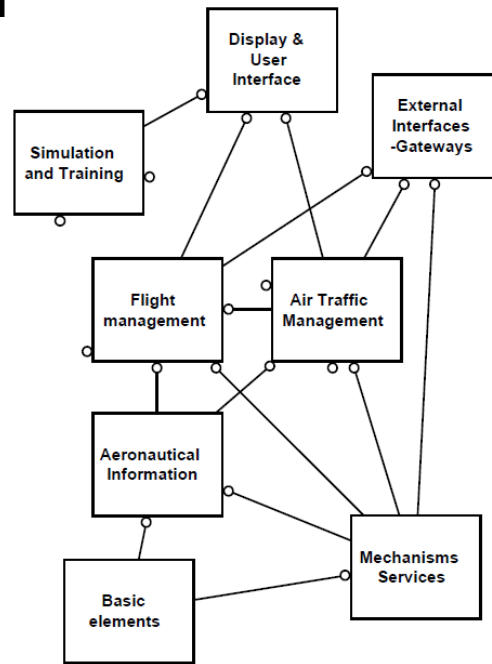 Display &
User
Interface
External
Interfaces
-Gateways
Simulation
and Training
Flight
management
Air Traffic
Management
Aeronautical
Information
Mechanisms
Services
Basic
elements